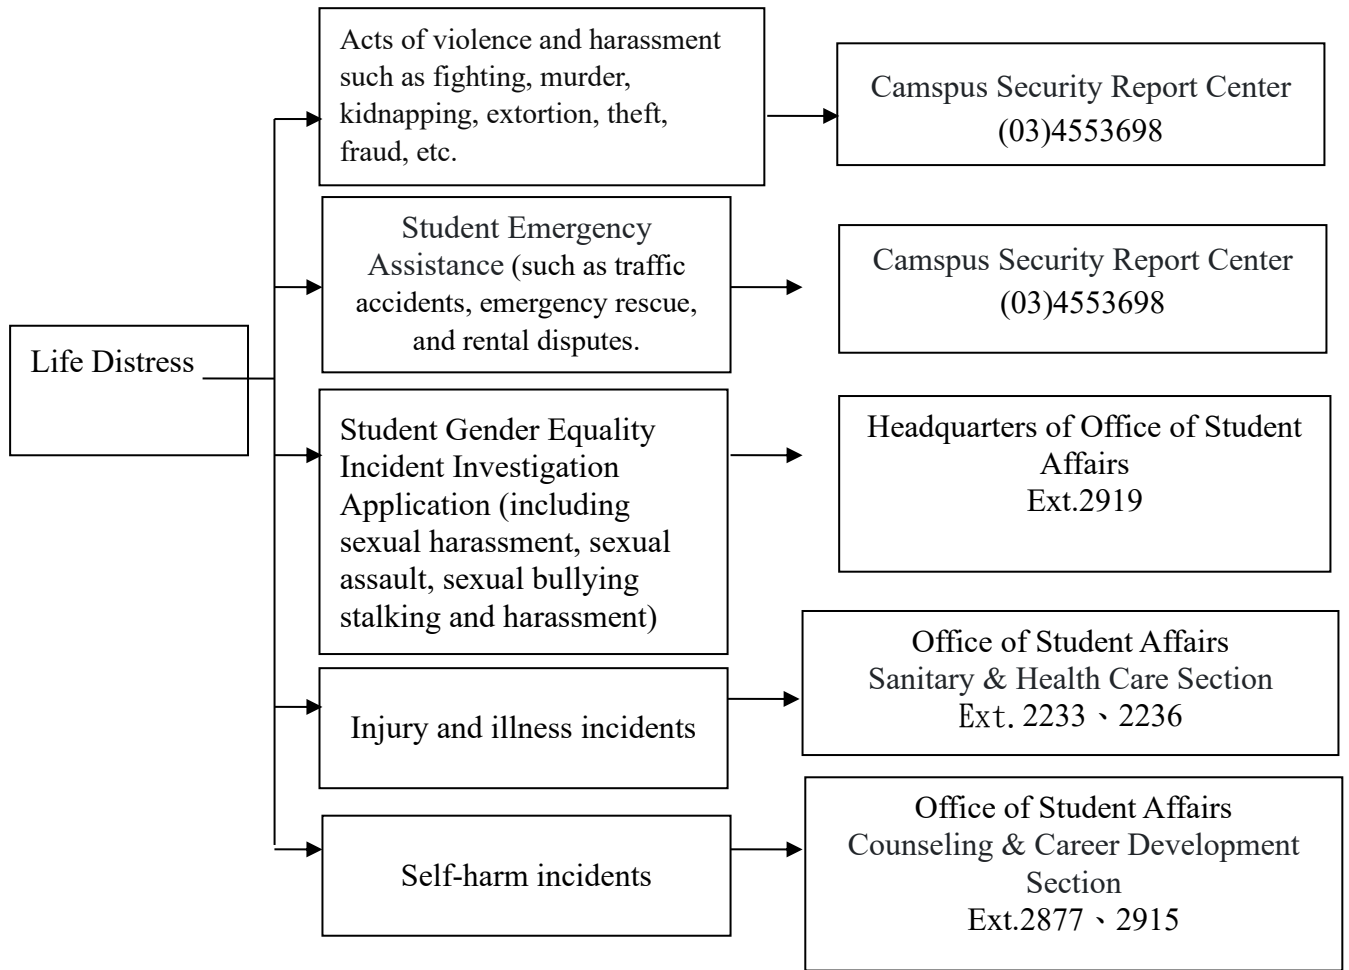 Life Distress
Acts of violence and harassment
such as fighting, murder,
kidnapping, extortion, theft,
fraud, etc.
Camspus Security Report Center
(03)4553698
Student Emergency
Assistance (such as traffic
accidents, emergency rescue,
and rental disputes.
Camspus Security Report Center
(03)4553698
Student Gender Equality
Incident Investigation
Application (including
sexual harassment, sexual
assault, sexual bullying
stalking and harassment)
Headquarters of Office of Student
Affairs
Ext.2919
Injury and illness incidents
Office of Student Affairs
Sanitary & Health Care Section
Ext. 2233、2236
Self-harm incidents
Office of Student Affairs
Counseling & Career Development
Section
Ext.2877、2915